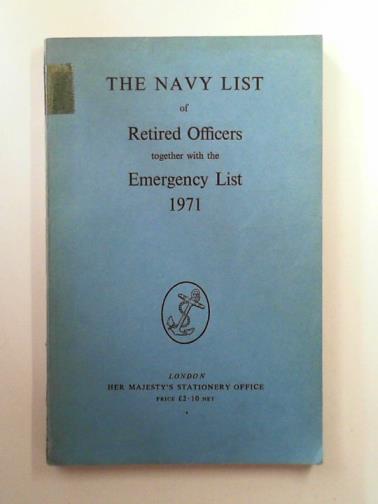 THE NAVY LIST
of
Retired Officers
together with the
Emergency List
1971
LONDON
HER MAJESTY'S STATIONERY OFFICE
PRICE £2·10 NET